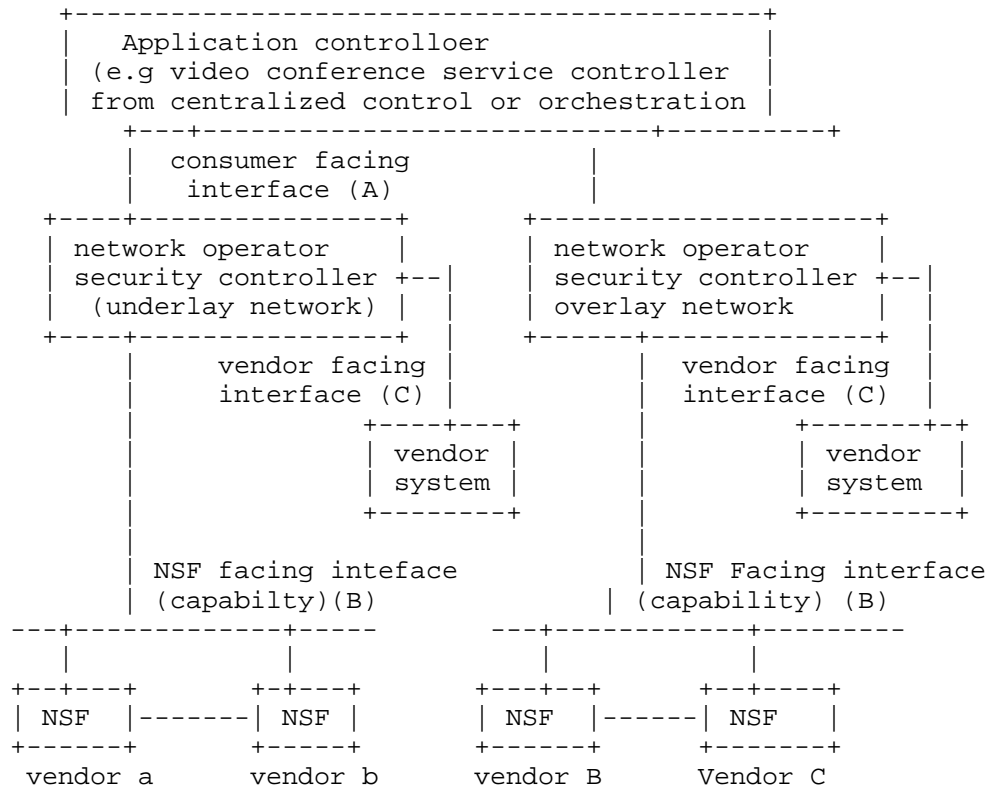 Application controlloer
(e.g video conference service controller
from centralized control or orchestration
consumer facing
interface (A)
network operator
security controller
(underlay network)
network operator
security controller
overlay network
vendor facing
interface (C)
vendor facing
interface (C)
vendor
system
vendor
system
NSF facing inteface
(capabilty)(B)
NSF Facing interface
(capability) (B)
NSF
NSF
NSF
NSF
vendor a
vendor b
vendor B
Vendor C